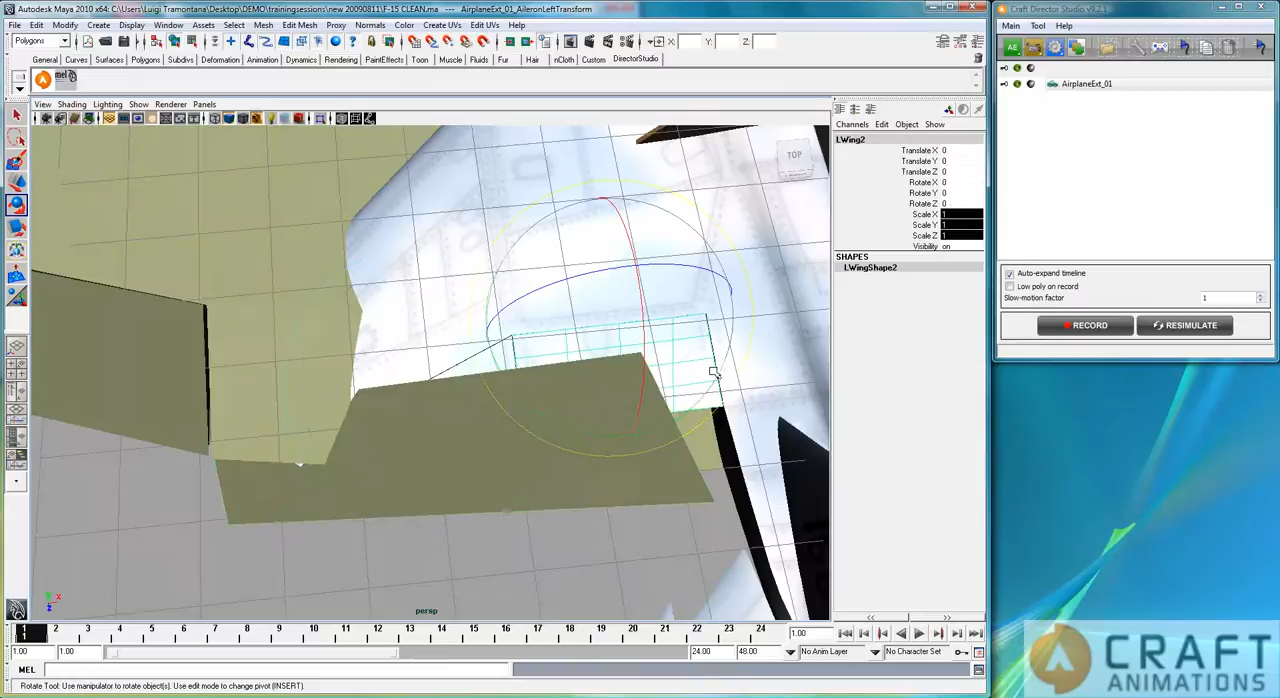 Autodesk Maya 2010 x64: C:\Users\Luigi Tramontana\Desktop\DEMO\trainingsessions\new 20090811\F-15 CLEAN.ma --- AirplaneExt_01_AileronLeftTransform
File Edit Modify Create Display Window Assets Select Mesh Edit Mesh Proxy Normals Color Create UVs Edit UVs Help
Polygons X: Y: Z:
General Curves Surfaces Polygons Subdivs Deformation Animation Dynamics Rendering PaintEffects Toon Muscle Fluids Fur Hair nCloth Custom DirectorStudio
mel
View Shading Lighting Show Renderer Panels
TOP
persp
Channels Edit Object Show
LWing2
Translate X 0
Translate Y 0
Translate Z 0
Rotate X 0
Rotate Y 0
Rotate Z 0
Scale X 1
Scale Y 1
Scale Z 1
Visibility on
SHAPES
LWingShape2
1 2 3 4 5 6 7 8 9 10 11 12 13 14 15 16 17 18 19 20 21 22 23 24 1.00
1
1.00 1.00 24.00 48.00 No Anim Layer No Character Set
MEL
Rotate Tool: Use manipulator to rotate object(s). Use edit mode to change pivot (INSERT).
Craft Director Studio v9.2.1
Main Tool Help
AE
AirplaneExt_01
Auto-expand timeline
Low poly on record
Slow-motion factor 1
RECORD RESIMULATE
CRAFT
ANIMATIONS